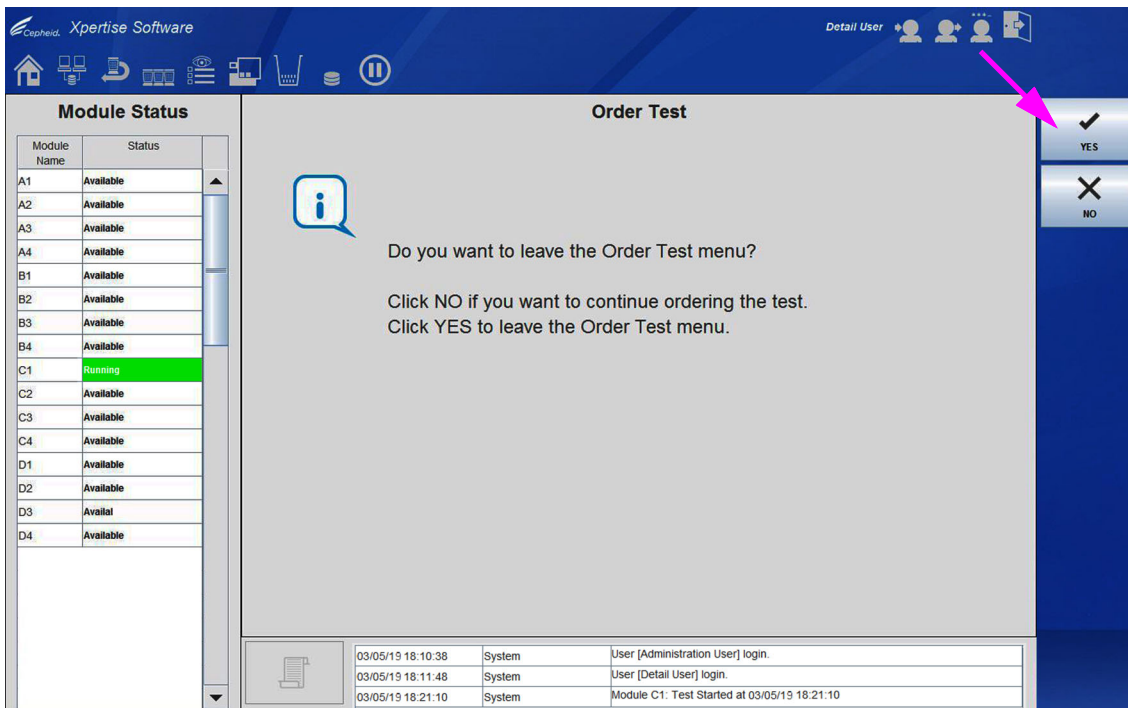 Cepheid. Xpertise Software
Detail User
Module Status
Module Name Status
A1 Available
A2 Available
A3 Available
A4 Available
B1 Available
B2 Available
B3 Available
B4 Available
C1 Running
C2 Available
C3 Available
C4 Available
D1 Available
D2 Available
D3 Availal
D4 Available
Order Test
i
Do you want to leave the Order Test menu?
Click NO if you want to continue ordering the test.
Click YES to leave the Order Test menu.
YES
NO
03/05/19 18:10:38 System User [Administration User] login.
03/05/19 18:11:48 System User [Detail User] login.
03/05/19 18:21:10 System Module C1: Test Started at 03/05/19 18:21:10